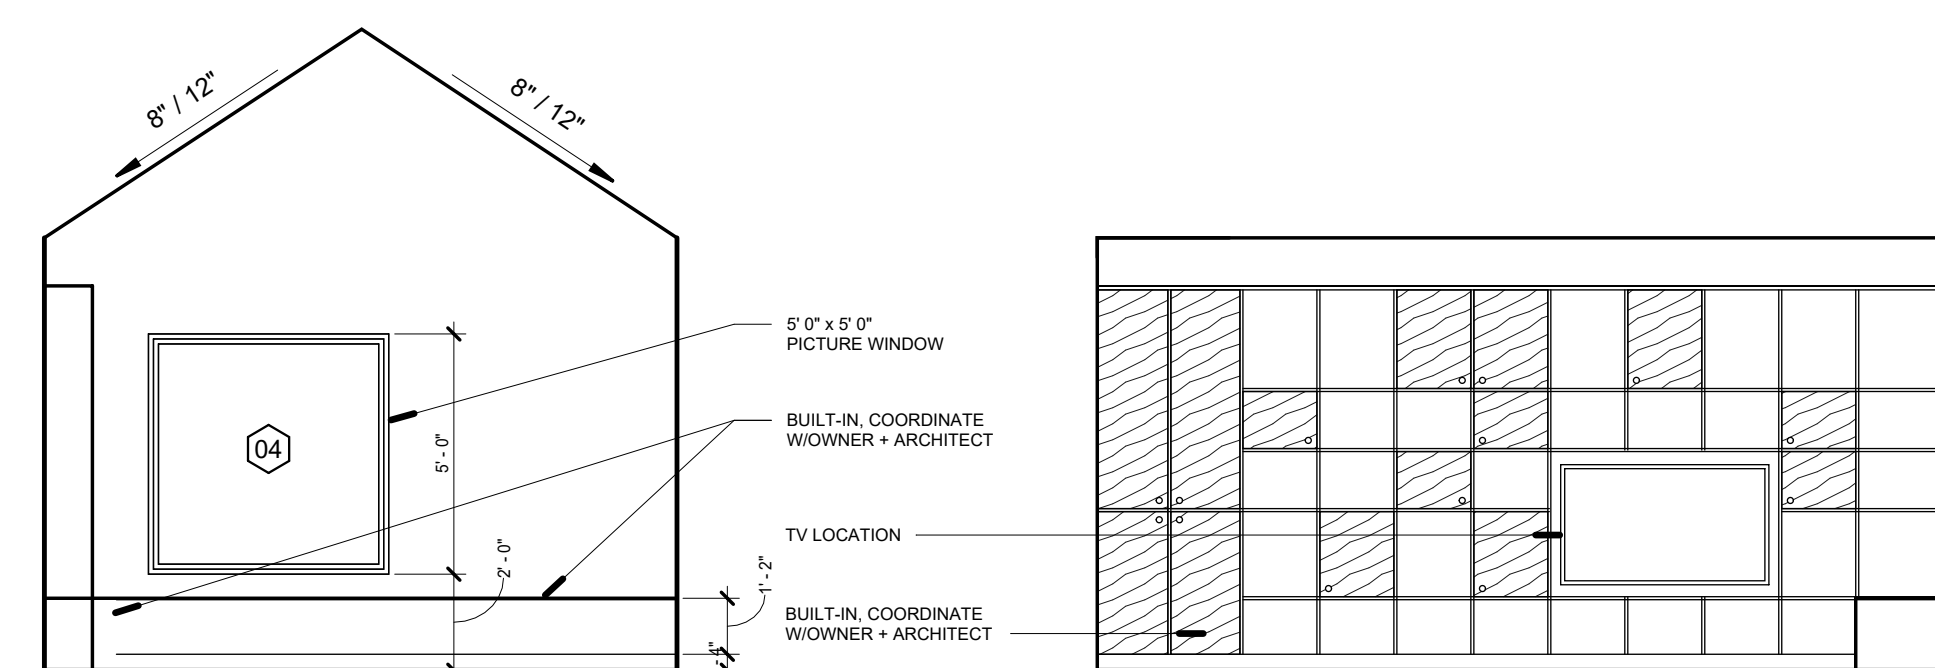 8" / 12"
8" / 12"
5' 0" x 5' 0"
PICTURE WINDOW
04
5' - 0"
BUILT-IN, COORDINATE
W/OWNER + ARCHITECT
TV LOCATION
2' - 0"
1' - 2"
BUILT-IN, COORDINATE
W/OWNER + ARCHITECT
4"